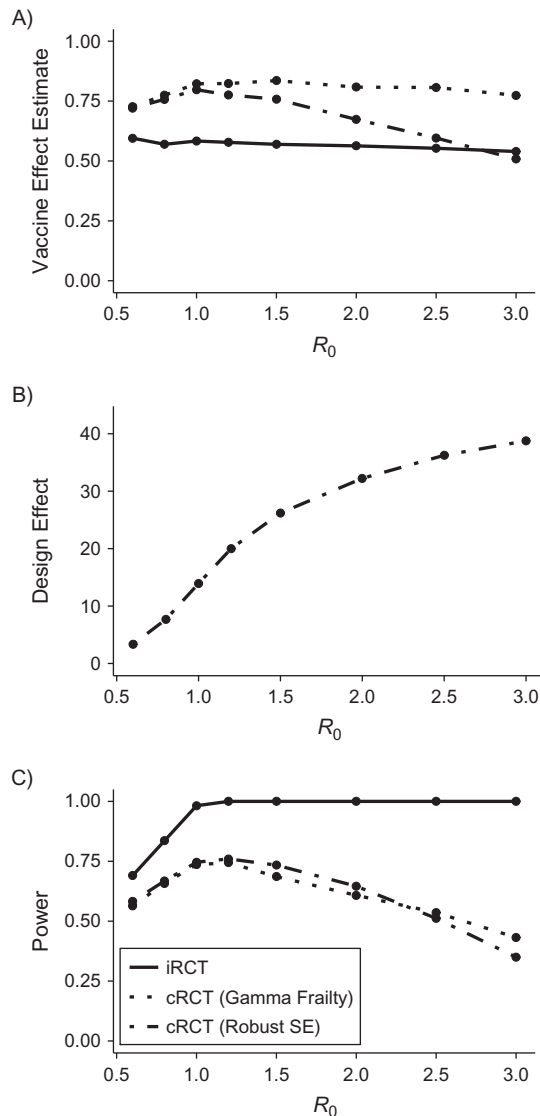 A)
Vaccine Effect Estimate
1.00
0.75
0.50
0.25
0.00
0.5 1.0 1.5 2.0 2.5 3.0
R0
B)
Design Effect
40
30
20
10
0
0.5 1.0 1.5 2.0 2.5 3.0
R0
C)
Power
1.00
0.75
0.50
0.25
0.00
iRCT
cRCT (Gamma Frailty)
cRCT (Robust SE)
0.5 1.0 1.5 2.0 2.5 3.0
R0